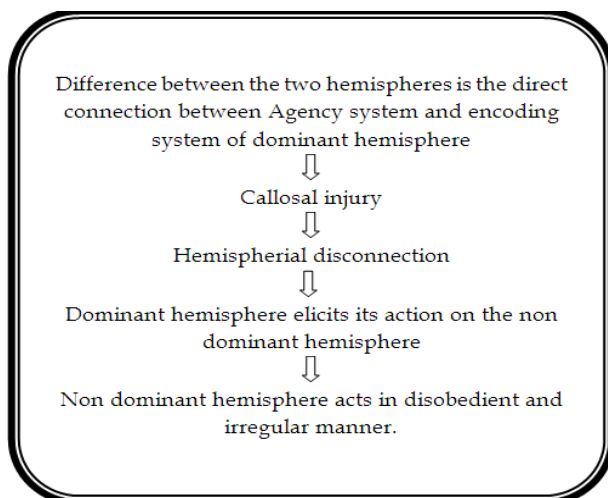 Difference between the two hemispheres is the direct
connection between Agency system and encoding
system of dominant hemisphere
Callosal injury
Hemispherial disconnection
Dominant hemisphere elicits its action on the non
dominant hemisphere
Non dominant hemisphere acts in disobedient and
irregular manner.